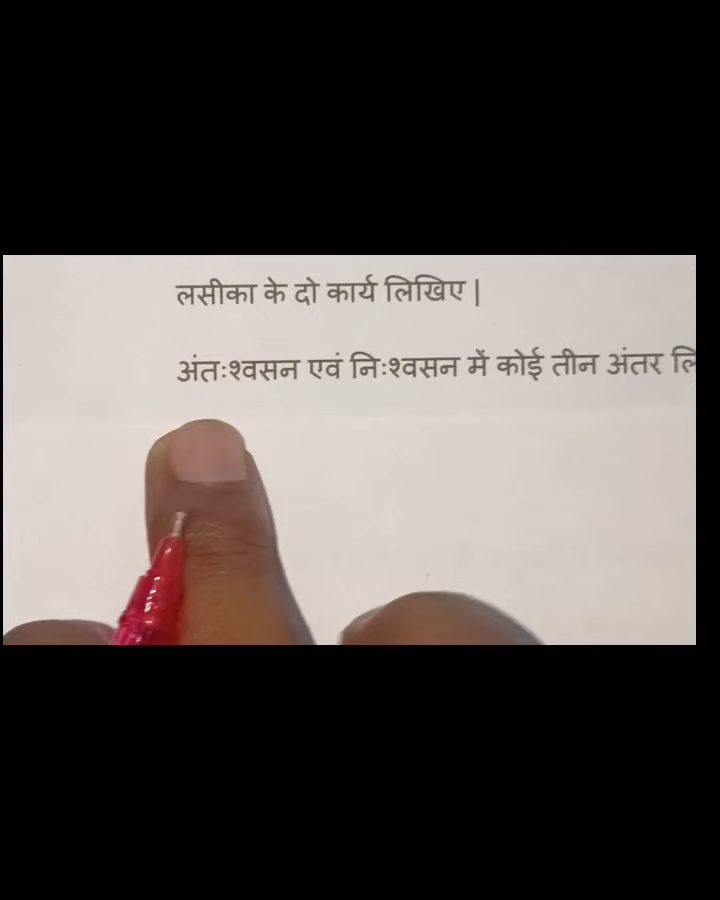 लसीका के दो कार्य लिखिए |
अंतःश्वसन एवं निःश्वसन में कोई तीन अंतर लि